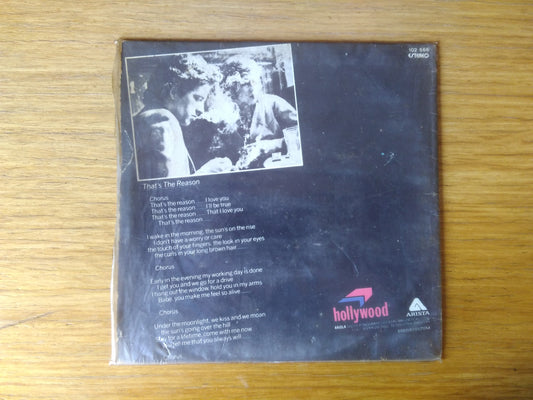 102 566
STEREO
That's The Reason
Chorus
That's the reason ..... I love you
That's the reason ..... I'll be true
That's the reason ..... That I love you
That's the reason .....
I wake in the morning, the sun's on the rise
I don't have a worry or care
the touch of your fingers, the look in your eyes
the curls in your long brown hair .....
Chorus
Early in the evening my working day is done
I get you and we go for a drive
I hang out the window, hold you in my arms
Babe, you make me feel so alive .....
Chorus
Under the moonlight, we kiss and we moan
the sun's going over the hill
for a lifetime, come with me now
me that you always will .....
Chorus
hollywood
ARIOLA
ARISTA